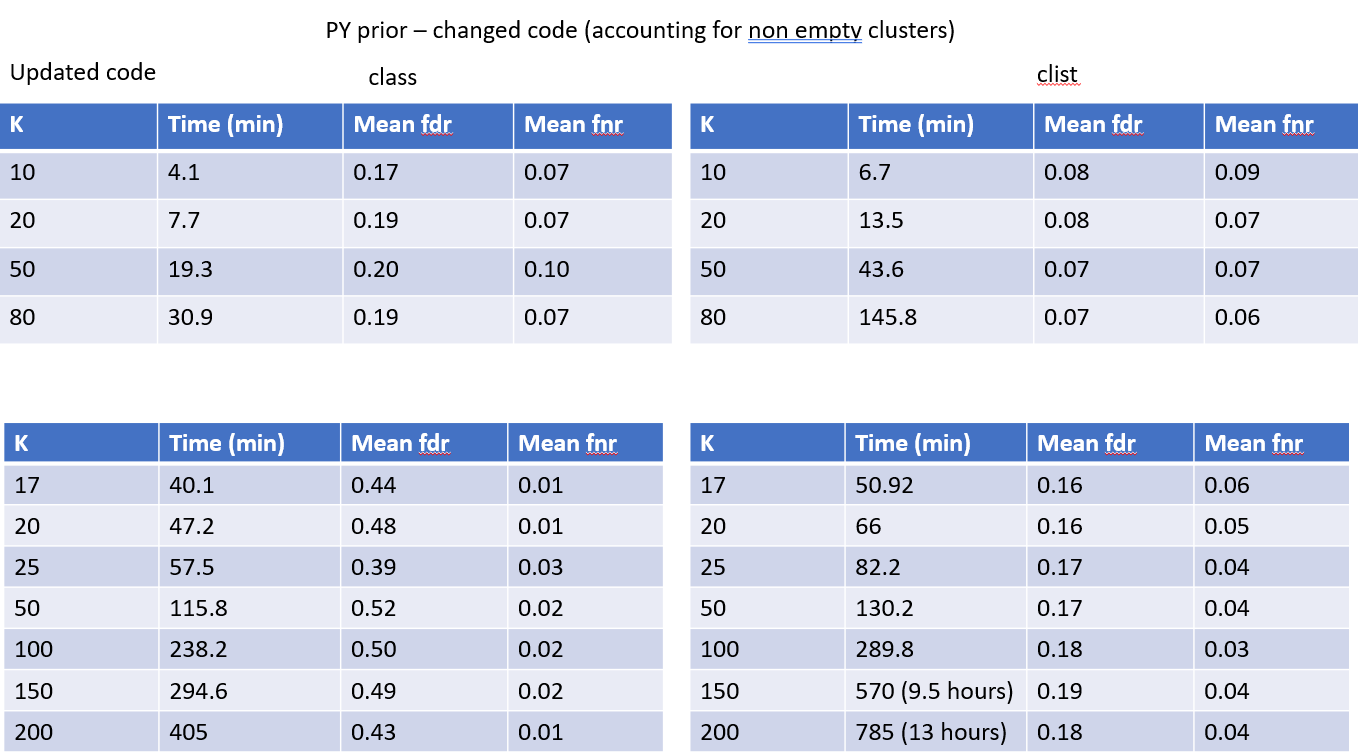 PY prior – changed code (accounting for non empty clusters)
Updated code
class
clist
K Time (min) Mean fdr Mean fnr
10 4.1 0.17 0.07
20 7.7 0.19 0.07
50 19.3 0.20 0.10
80 30.9 0.19 0.07
K Time (min) Mean fdr Mean fnr
10 6.7 0.08 0.09
20 13.5 0.08 0.07
50 43.6 0.07 0.07
80 145.8 0.07 0.06
K Time (min) Mean fdr Mean fnr
17 40.1 0.44 0.01
20 47.2 0.48 0.01
25 57.5 0.39 0.03
50 115.8 0.52 0.02
100 238.2 0.50 0.02
150 294.6 0.49 0.02
200 405 0.43 0.01
K Time (min) Mean fdr Mean fnr
17 50.92 0.16 0.06
20 66 0.16 0.05
25 82.2 0.17 0.04
50 130.2 0.17 0.04
100 289.8 0.18 0.03
150 570 (9.5 hours) 0.19 0.04
200 785 (13 hours) 0.18 0.04